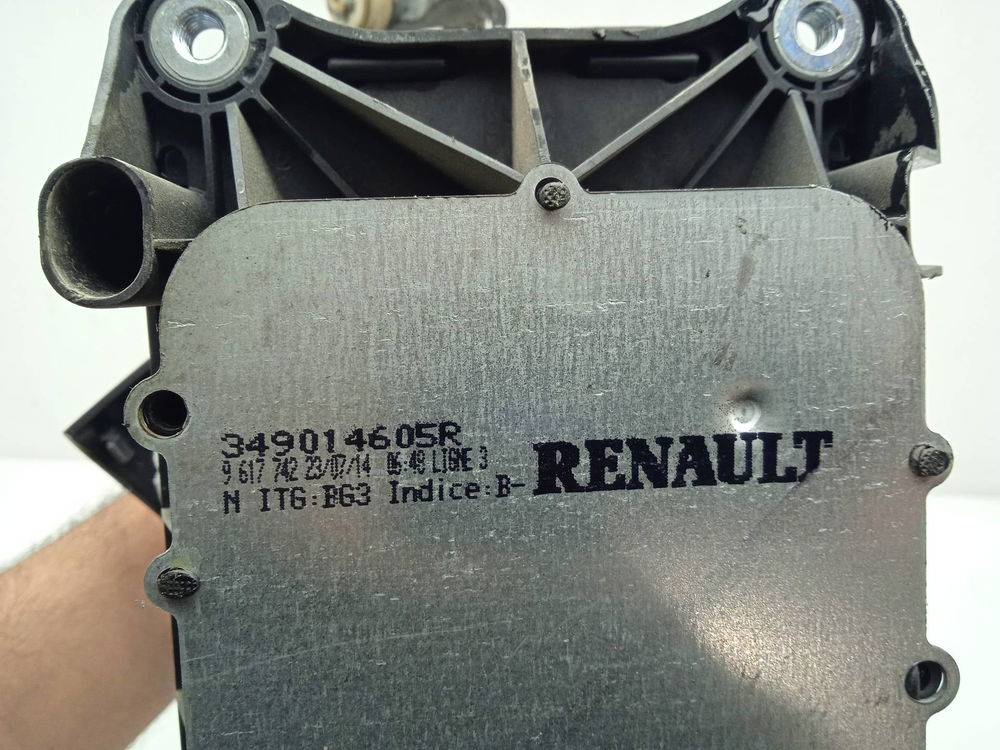 349014605R
9 617 742 23/07/14 06:48 LIGNE 3
N ITG:BG3 Indice:B-
RENAULT